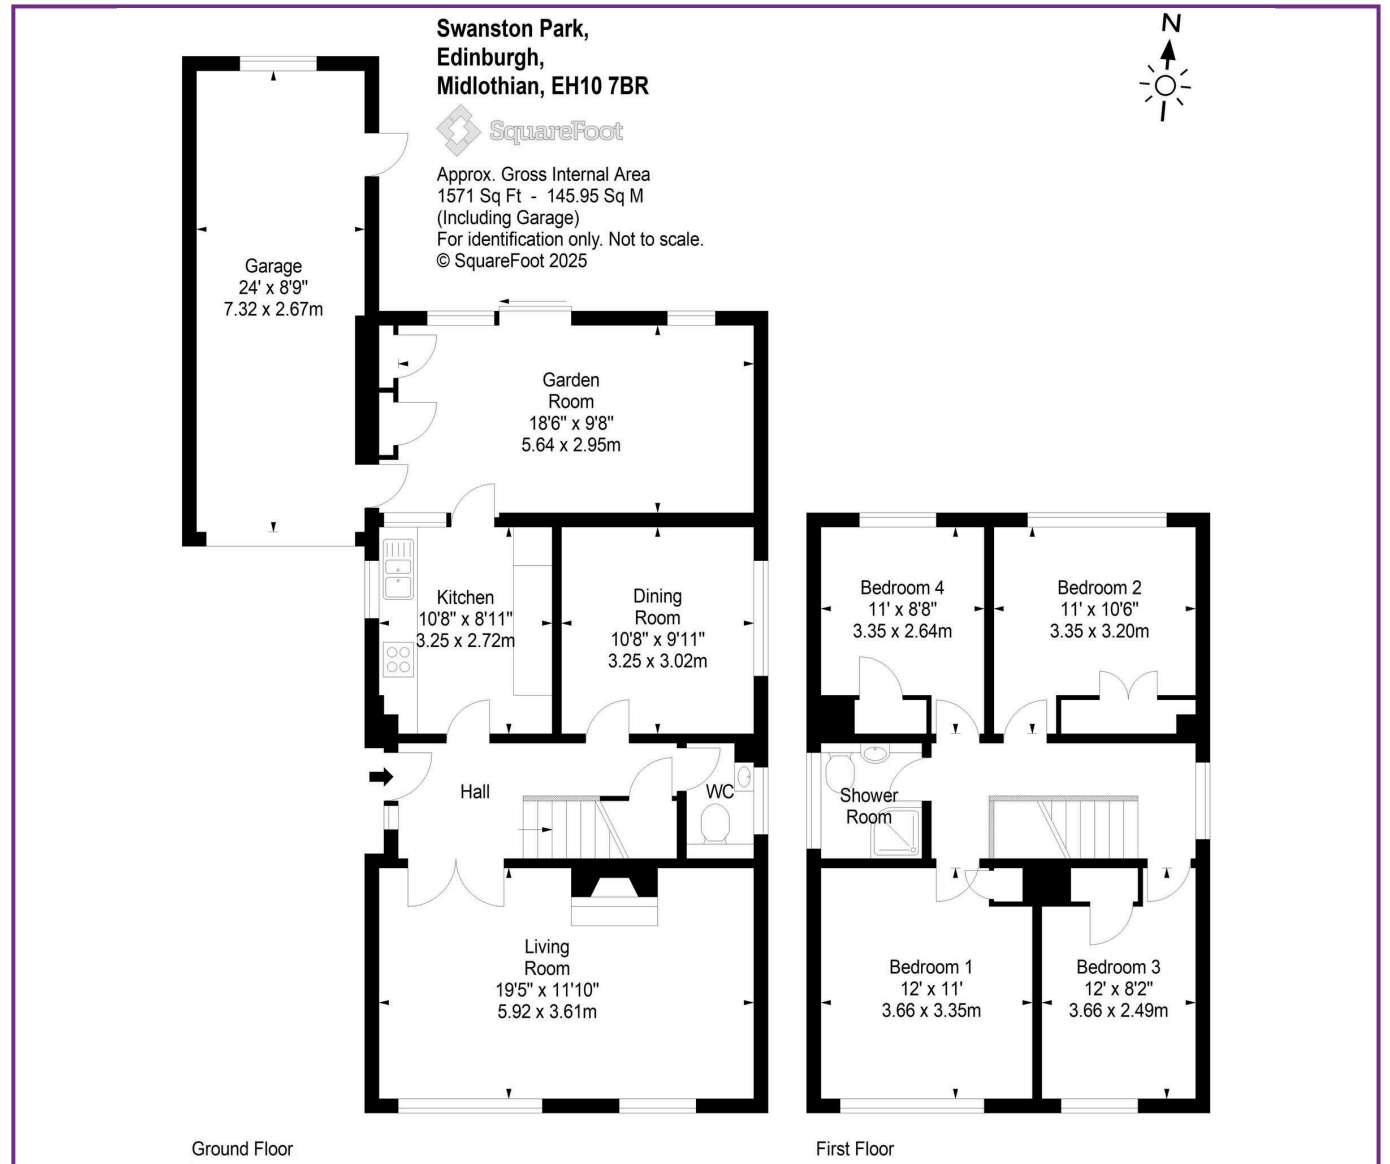 Swanston Park,
Edinburgh,
Midlothian, EH10 7BR
N
SquareFoot
Approx. Gross Internal Area
1571 Sq Ft - 145.95 Sq M
(Including Garage)
For identification only. Not to scale.
© SquareFoot 2025
Garage
24' x 8'9"
7.32 x 2.67m
Garden
Room
18'6" x 9'8"
5.64 x 2.95m
Kitchen
10'8" x 8'11"
3.25 x 2.72m
Dining
Room
10'8" x 9'11"
3.25 x 3.02m
Hall
WC
Living
Room
19'5" x 11'10"
5.92 x 3.61m
Ground Floor
Bedroom 4
11' x 8'8"
3.35 x 2.64m
Bedroom 2
11' x 10'6"
3.35 x 3.20m
Shower
Room
Bedroom 1
12' x 11'
3.66 x 3.35m
Bedroom 3
12' x 8'2"
3.66 x 2.49m
First Floor